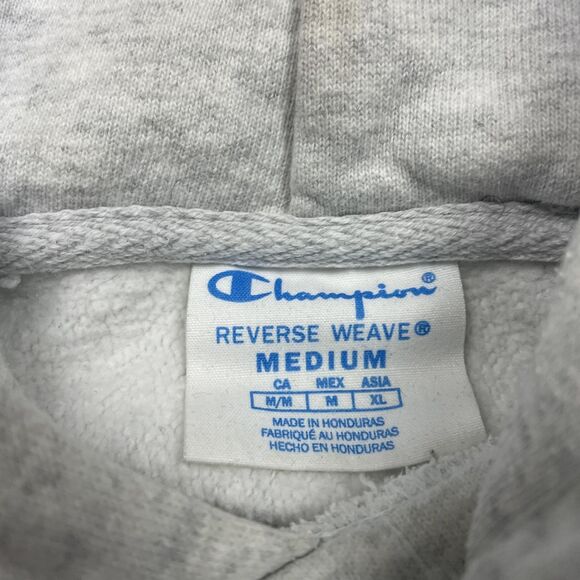 Champion®
REVERSE WEAVE®
MEDIUM
CA MEX ASIA
M/M M XL
MADE IN HONDURAS
FABRIQUÉ AU HONDURAS
HECHO EN HONDURAS